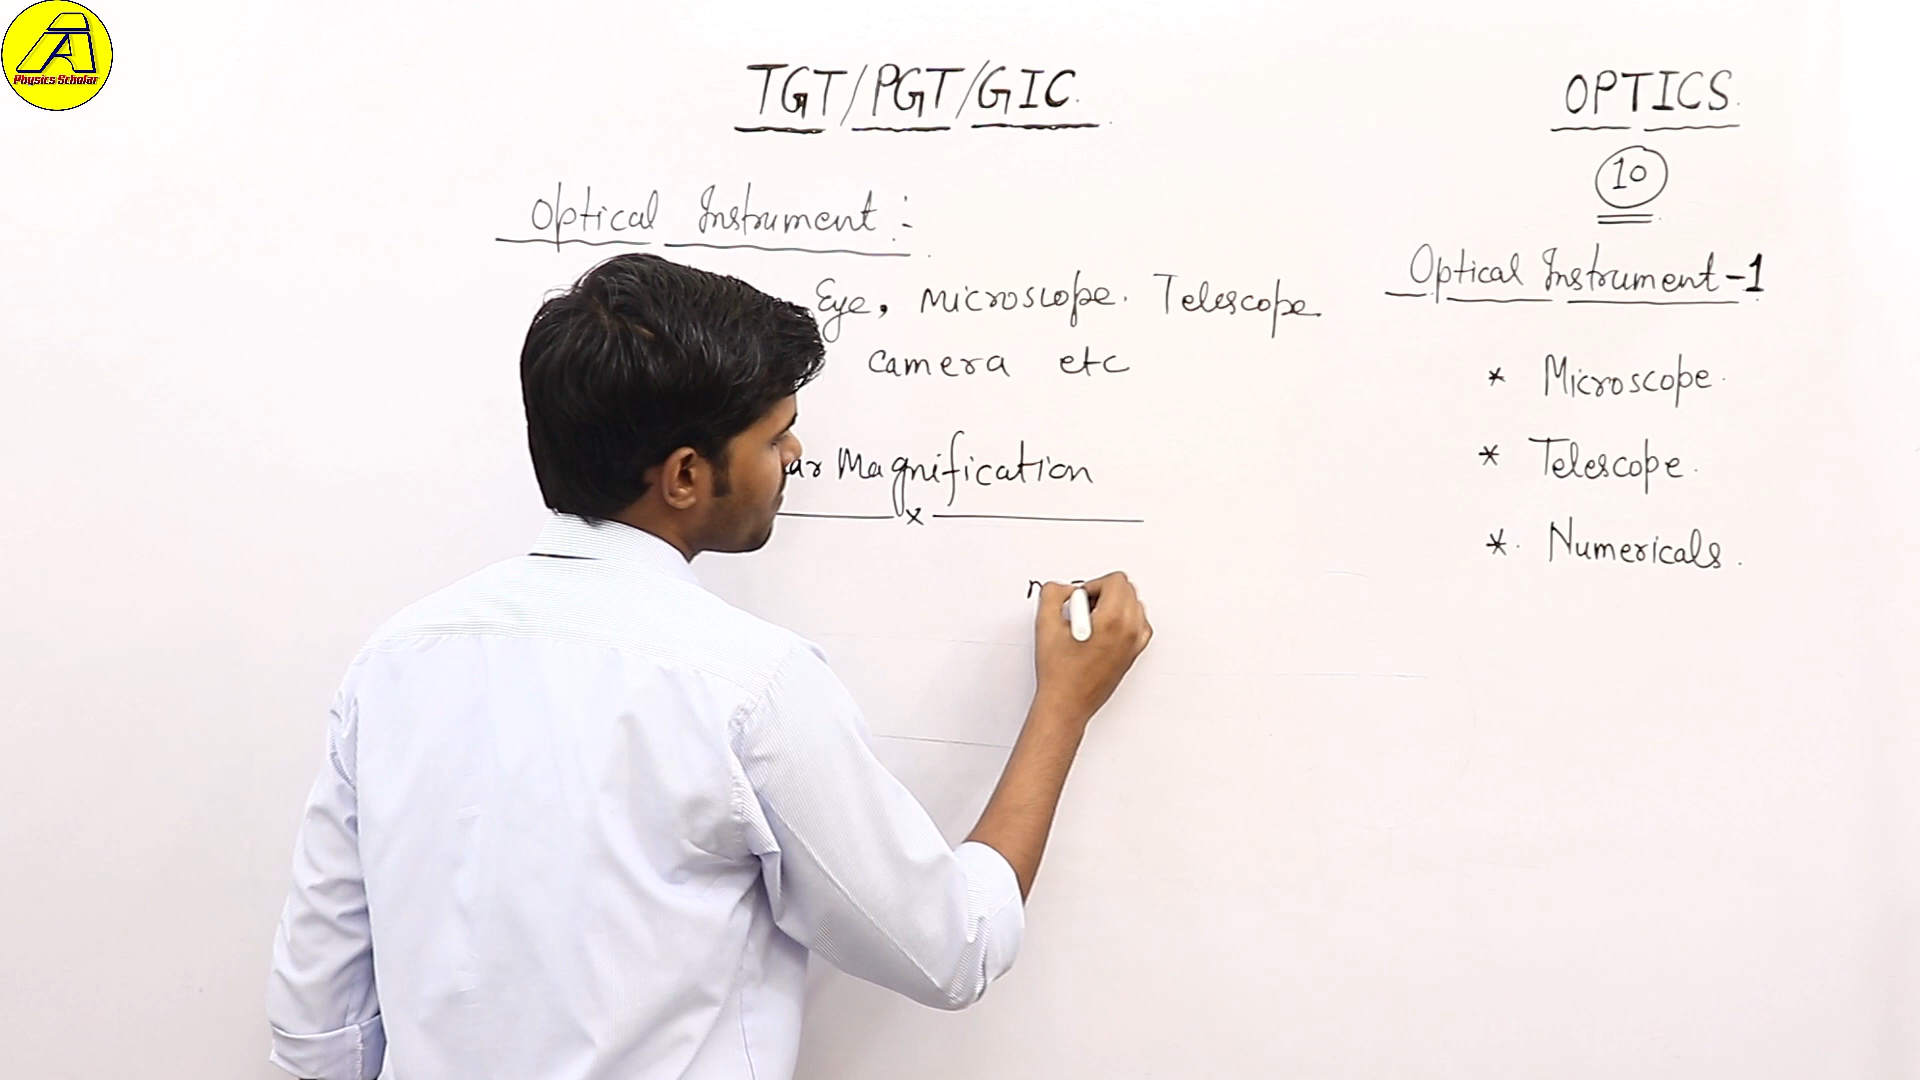 A
Physics Scholar
TGT/PGT/GIC.
OPTICS.
10
Optical Instrument :-
Optical Instrument-1
Eye, Microscope. Telescope
camera etc
* Microscope.
Magnification
* Telescope.
x
*. Numericals.